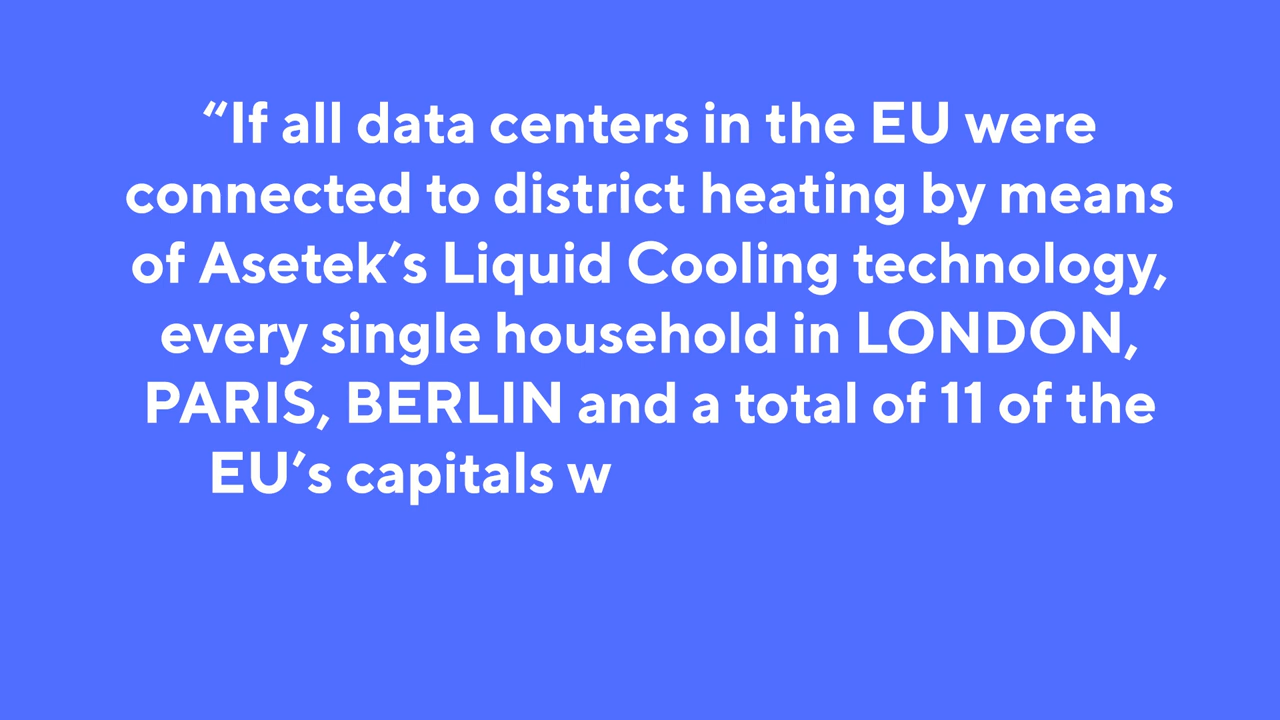 “If all data centers in the EU were
connected to district heating by means
of Asetek’s Liquid Cooling technology,
every single household in LONDON,
PARIS, BERLIN and a total of 11 of the
EU’s capitals w